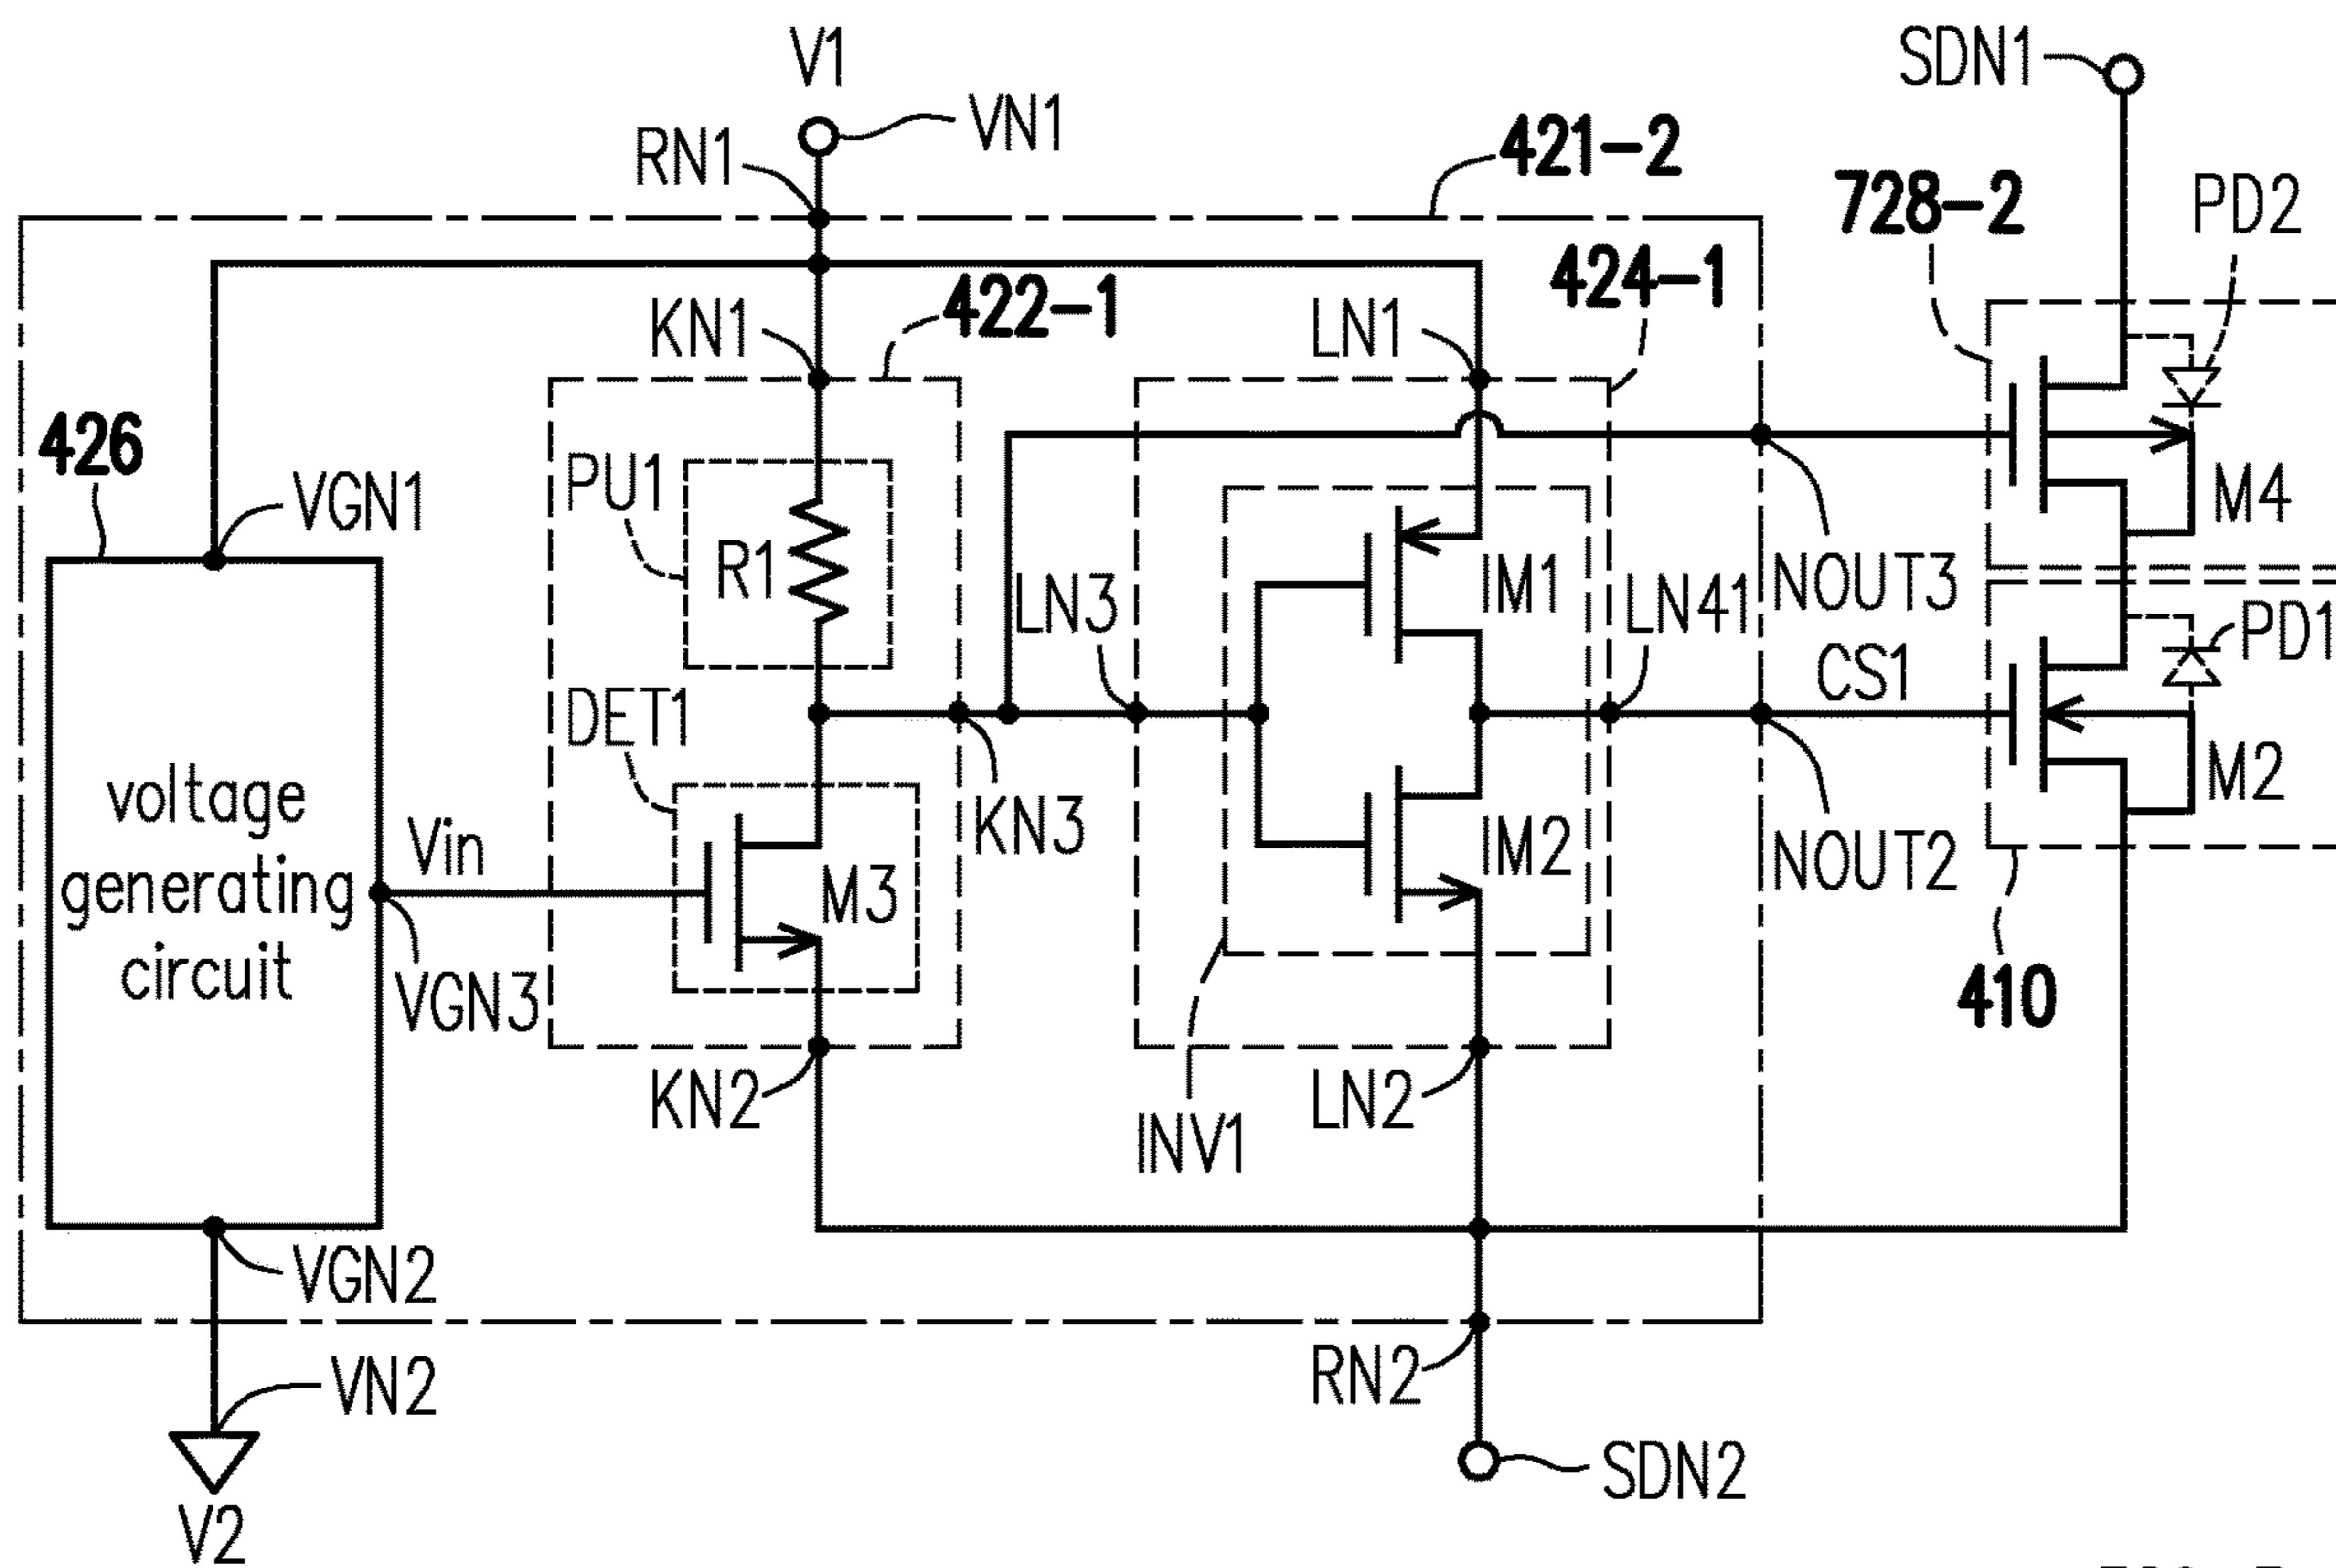 V1
SDN1
VN1
RN1
421-2
728-2
PD2
424-1
422-1
KN1
LN1
426
PU1
VGN1
M4
R1
LN3
IM1
LN41
NOUT3
PD1
CS1
DET1
voltage
generating
circuit
Vin
KN3
M3
IM2
M2
NOUT2
VGN3
410
KN2
LN2
INV1
VGN2
RN2
VN2
SDN2
V2